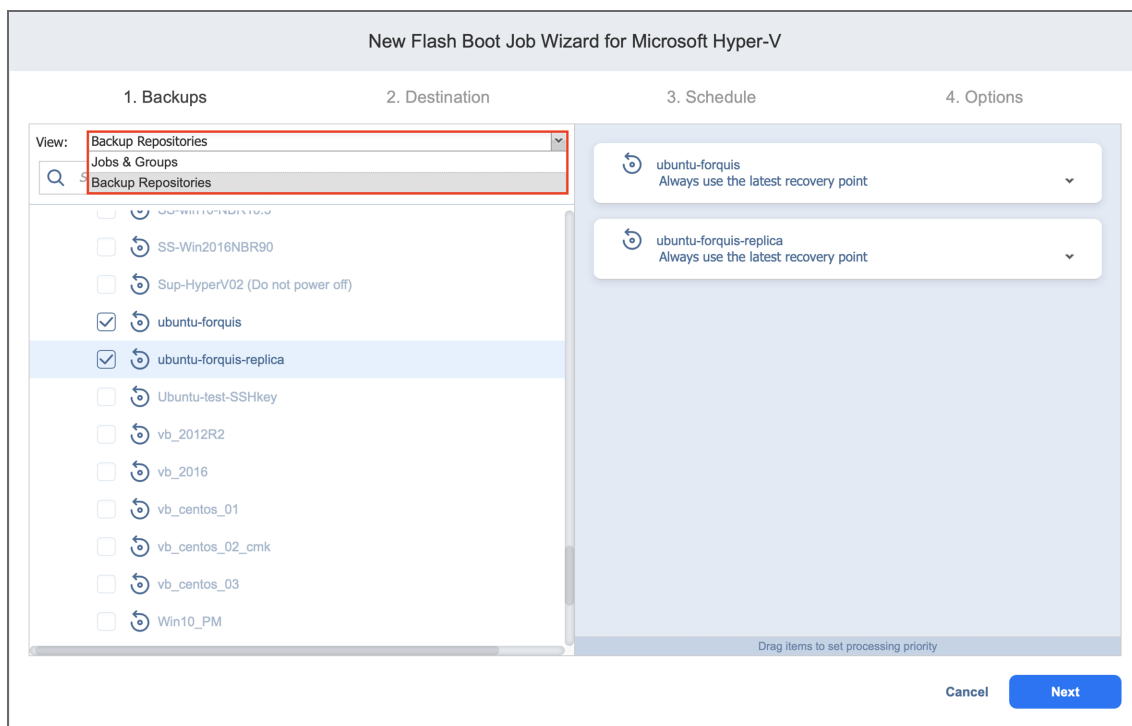 New Flash Boot Job Wizard for Microsoft Hyper-V
1. Backups
2. Destination
3. Schedule
4. Options
View:
Backup Repositories
Jobs & Groups
Backup Repositories
SS-Win2016NBR90
Sup-HyperV02 (Do not power off)
ubuntu-forquis
ubuntu-forquis-replica
Ubuntu-test-SSHkey
vb_2012R2
vb_2016
vb_centos_01
vb_centos_02_cmk
vb_centos_03
Win10_PM
ubuntu-forquis
Always use the latest recovery point
ubuntu-forquis-replica
Always use the latest recovery point
Drag items to set processing priority
Cancel
Next